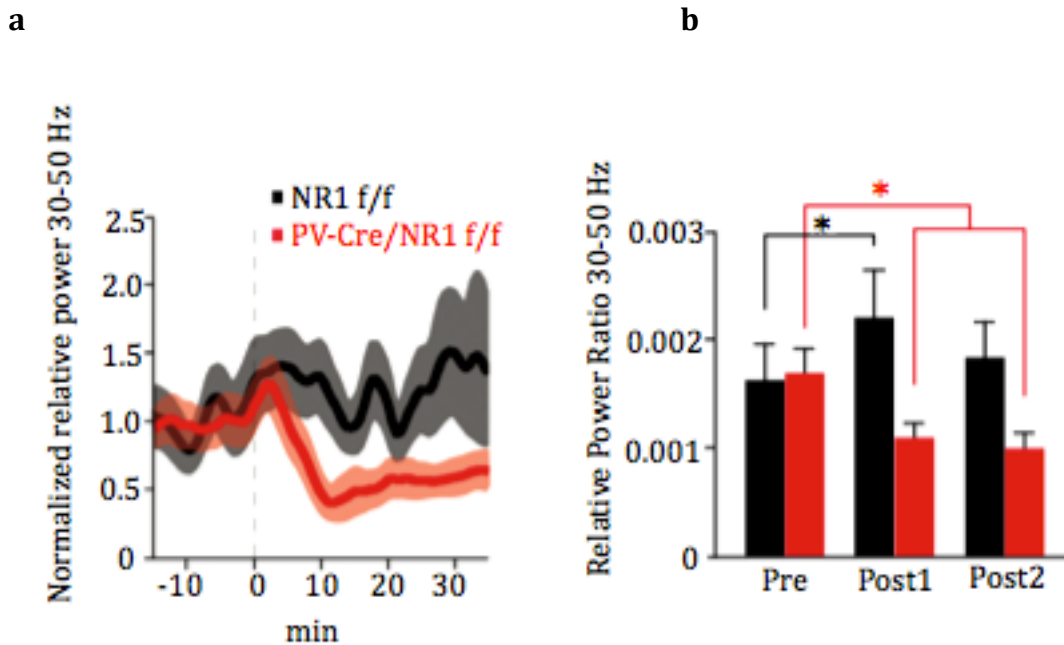 a
b
Normalized relative power 30-50 Hz
NR1 f/f
PV-Cre/NR1 f/f
2.5
2.0
1.5
1.0
0.5
0
-10 0 10 20 30
min
Relative Power Ratio 30-50 Hz
*
*
0.003
0.002
0.001
0
Pre Post1 Post2